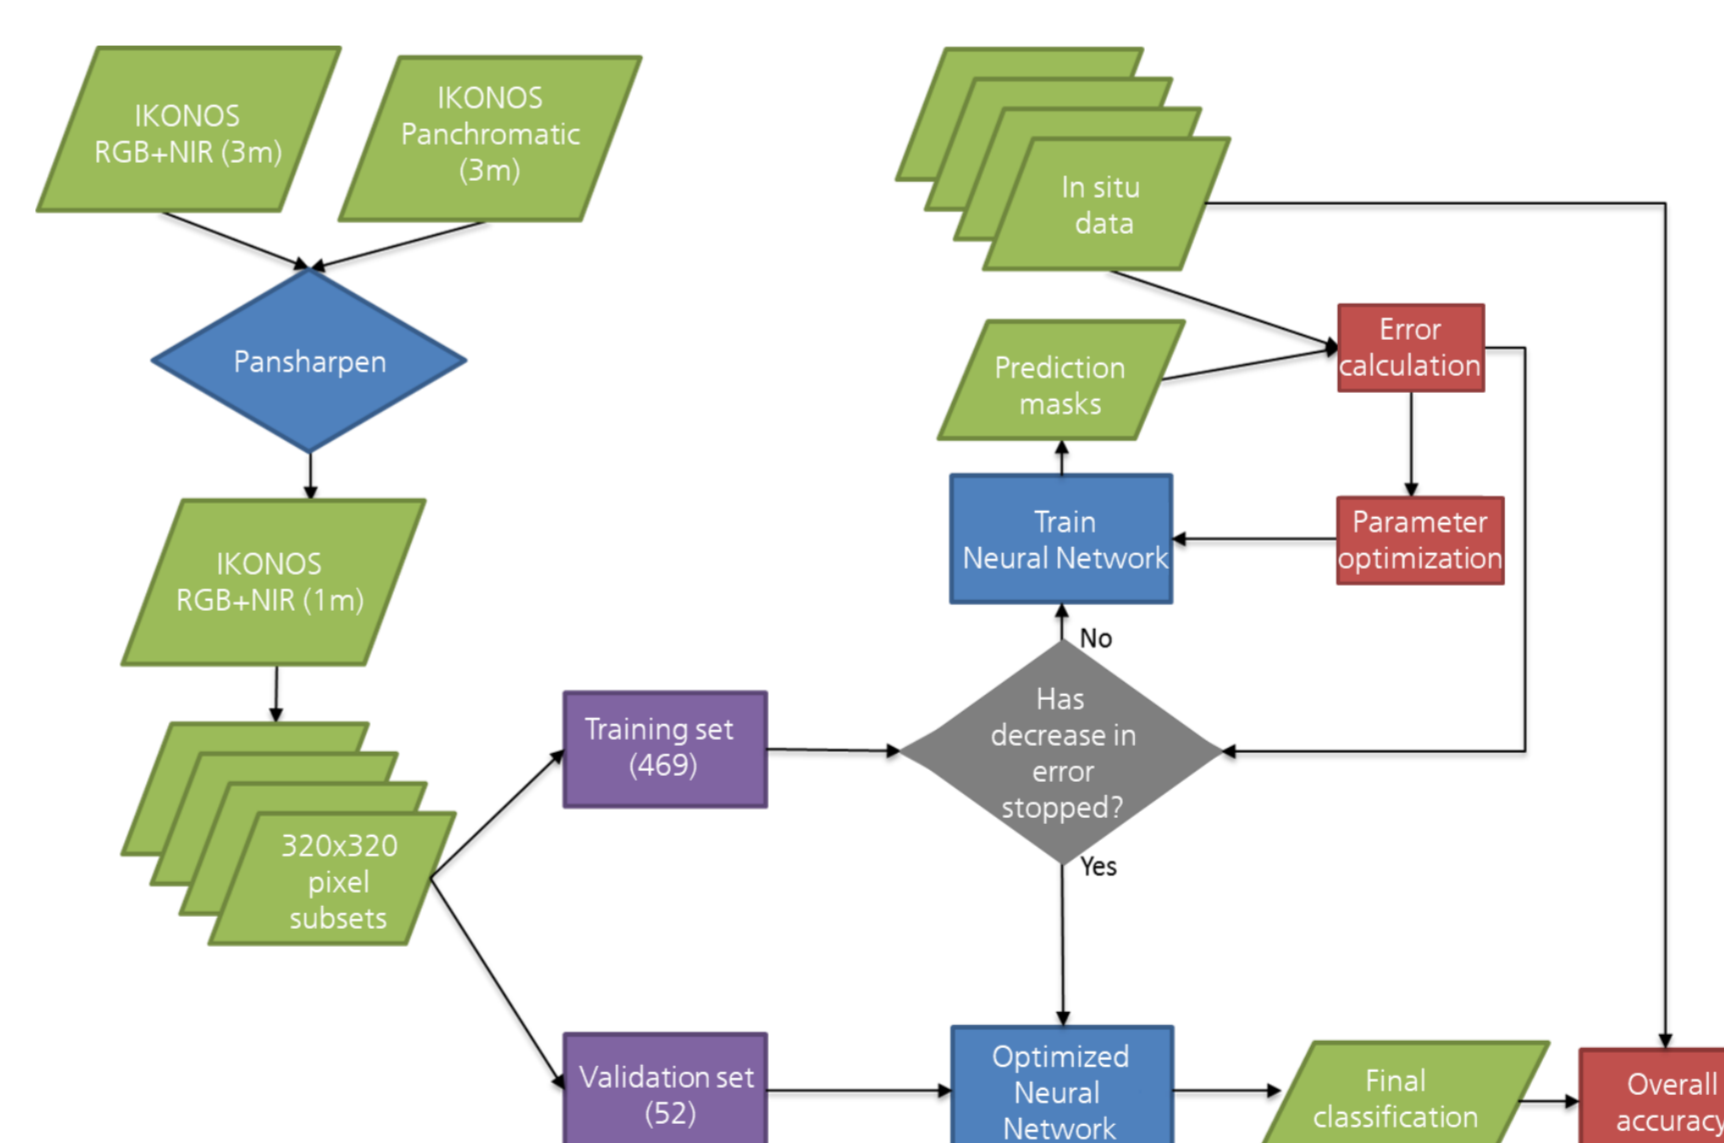 IKONOS
RGB+NIR (3m)
IKONOS
Panchromatic
(3m)
In situ
data
Pansharpen
Prediction
masks
Error
calculation
IKONOS
RGB+NIR (1m)
Train
Neural Network
Parameter
optimization
No
320x320
pixel
subsets
Training set
(469)
Has
decrease in
error
stopped?
Yes
Validation set
(52)
Optimized
Neural
Network
Final
classification
Overall
accuracy